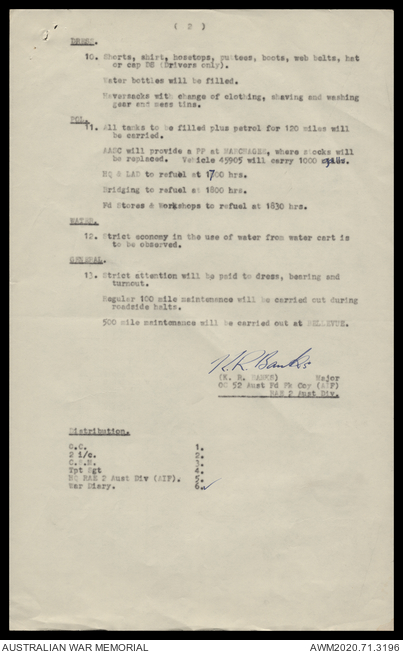 ( 2 )
DRESS.
10. Shorts, shirt, hosetops, puttees, boots, web belts, hat
or cap (Drivers only).
Water bottles will be filled.
Haversacks with change of clothing, shaving and washing
gear and mess tins.
POL.
11. All tanks to be filled plus petrol for 120 miles will
be carried.
AASC will provide a PP at where stocks will
be replaced. Vehicle 45905 will carry 1000
HQ & LAD to refuel at 1700 hrs.
Bridging to refuel at 1800 hrs.
Fd Stores & Workshops to refuel at 1830 hrs.
WATER.
12. Strict economy in the use of water from water cart is
to be observed.
GENERAL.
13. Strict attention will be paid to dress, bearing and
turnout.
Regular 100 mile maintenance will be carried out during
roadside halts.
500 mile maintenance will be carried out at BELLEVUE.
K.R. Banks
(K. R. BANKS) Major
OC 52 Aust Fd Pk Coy (AIF)
RAE 2 Aust Div.
Distribution.
O.C. 1.
2 i/c. 2.
C.S.M. 3.
Tpt Sgt 4.
HQ RAE 2 Aust Div (AIF). 5.
War Diary. 6.
AUSTRALIAN WAR MEMORIAL
AWM2020.71.3196